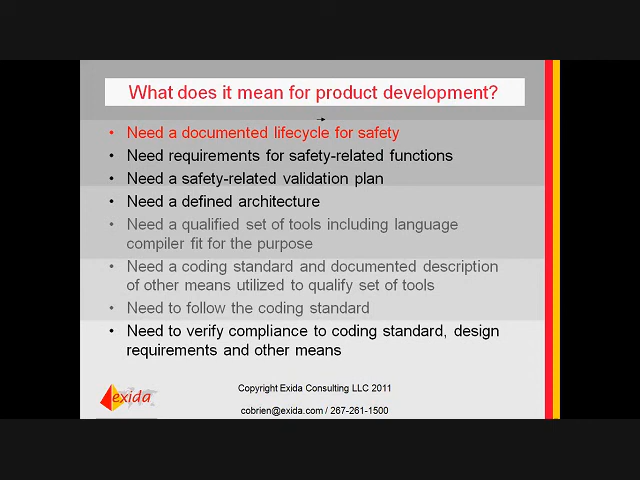 What does it mean for product development?
• Need a documented lifecycle for safety
• Need requirements for safety-related functions
• Need a safety-related validation plan
• Need a defined architecture
• Need a qualified set of tools including language
compiler fit for the purpose
• Need a coding standard and documented description
of other means utilized to qualify set of tools
• Need to follow the coding standard
• Need to verify compliance to coding standard, design
requirements and other means
exida
Copyright Exida Consulting LLC 2011
cobrien@exida.com / 267-261-1500